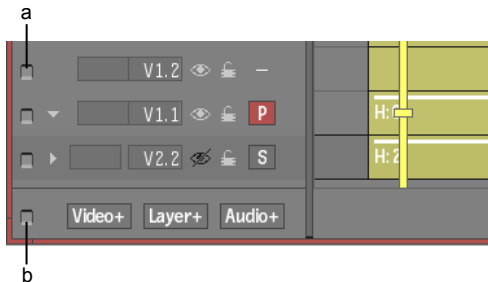 a
V1.2 –
V1.1 P H:
V2.2 S H:2
Video+ Layer+ Audio+
b